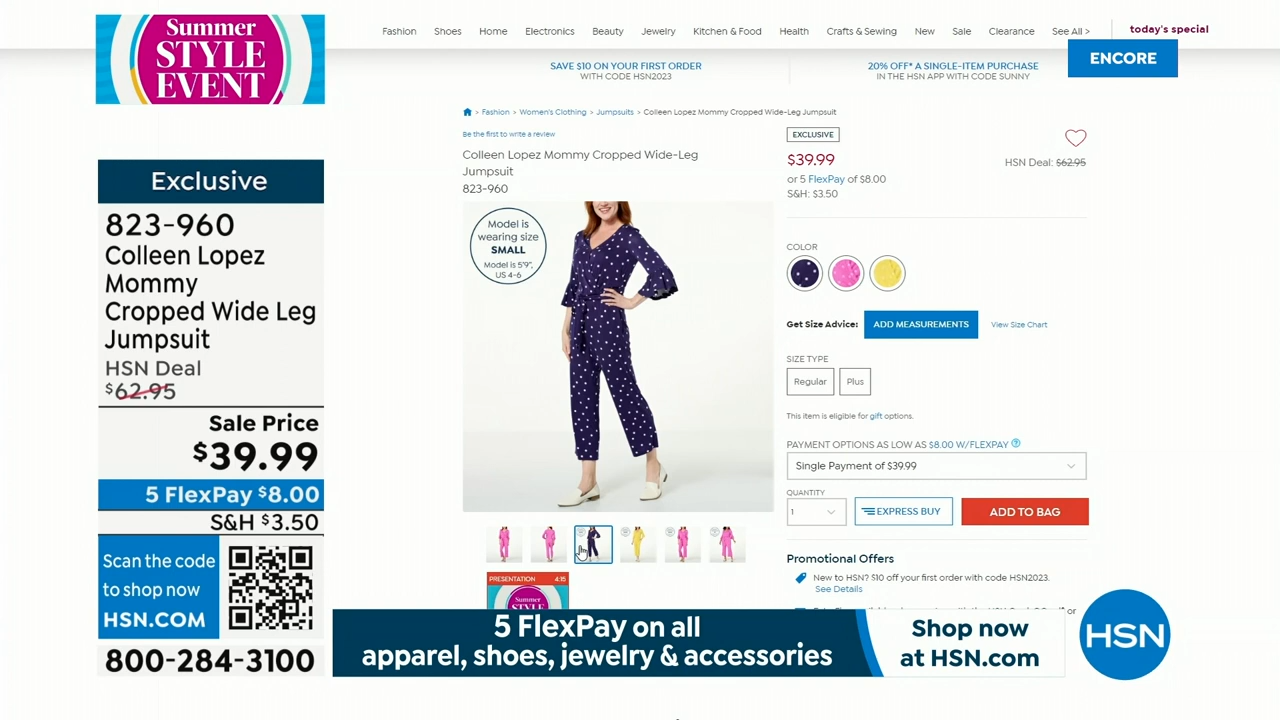 Summer
STYLE
EVENT
Fashion Shoes Home Electronics Beauty Jewelry Kitchen & Food Health Crafts & Sewing New Sale Clearance See All >
today's special
ENCORE
SAVE $10 ON YOUR FIRST ORDER
WITH CODE HSN2023
20% OFF* A SINGLE-ITEM PURCHASE
IN THE HSN APP WITH CODE SUNNY
> Fashion > Women's Clothing > Jumpsuits > Colleen Lopez Mommy Cropped Wide-Leg Jumpsuit
Be the first to write a review
Colleen Lopez Mommy Cropped Wide-Leg
Jumpsuit
823-960
Model is
wearing size
SMALL
Model is 5'9",
US 4-6
PRESENTATION 4:15
Summer
STYLE
EXCLUSIVE
$39.99
HSN Deal: $62.95
or 5 FlexPay of $8.00
S&H: $3.50
COLOR
Get Size Advice: ADD MEASUREMENTS View Size Chart
SIZE TYPE
Regular Plus
This item is eligible for gift options.
PAYMENT OPTIONS AS LOW AS $8.00 W/FLEXPAY ?
Single Payment of $39.99
QUANTITY
1 EXPRESS BUY ADD TO BAG
Promotional Offers
New to HSN? $10 off your first order with code HSN2023.
See Details
Exclusive
823-960
Colleen Lopez
Mommy
Cropped Wide Leg
Jumpsuit
HSN Deal
$62.95
Sale Price
$39.99
5 FlexPay $8.00
S&H $3.50
Scan the code
to shop now
HSN.COM
800-284-3100
5 FlexPay on all
apparel, shoes, jewelry & accessories
Shop now
at HSN.com
HSN